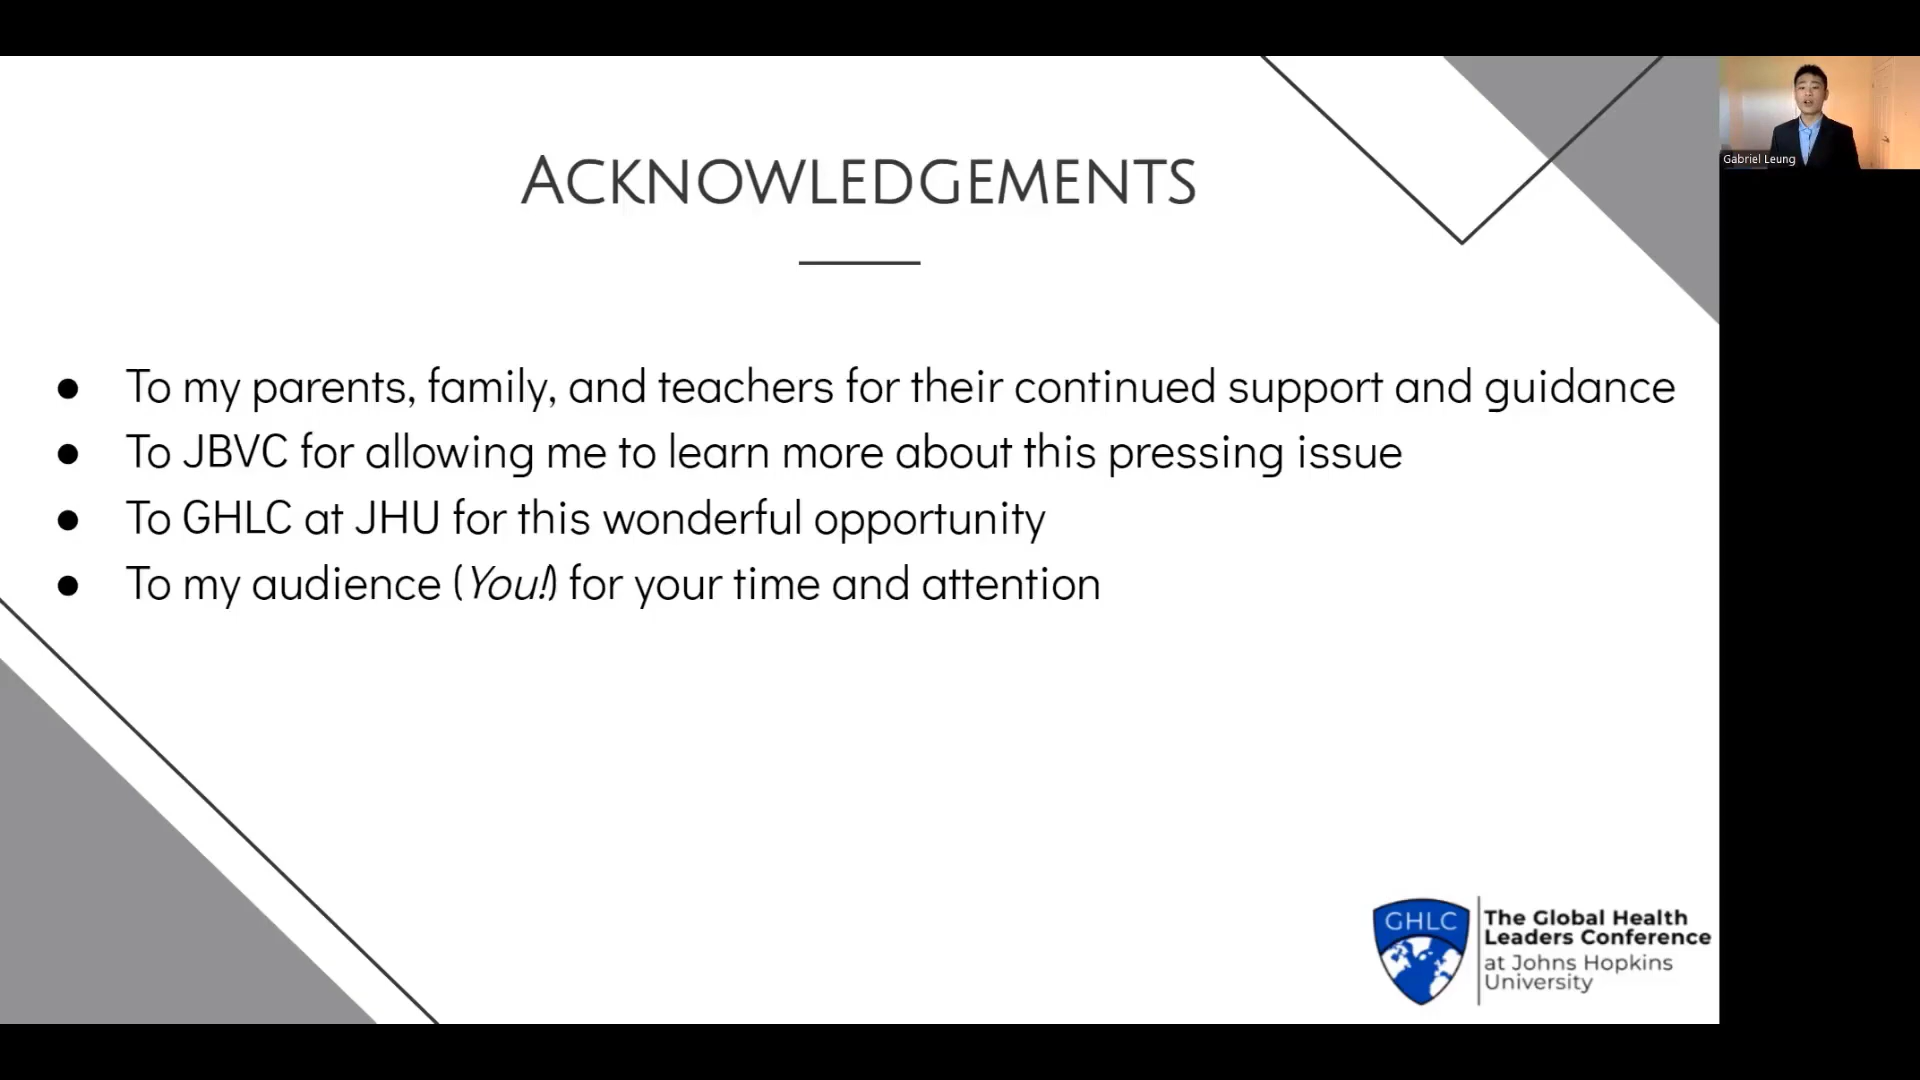 ACKNOWLEDGEMENTS
Gabriel Leung
● To my parents, family, and teachers for their continued support and guidance
● To JBVC for allowing me to learn more about this pressing issue
● To GHLC at JHU for this wonderful opportunity
● To my audience (You!) for your time and attention
GHLC
The Global Health
Leaders Conference
at Johns Hopkins
University